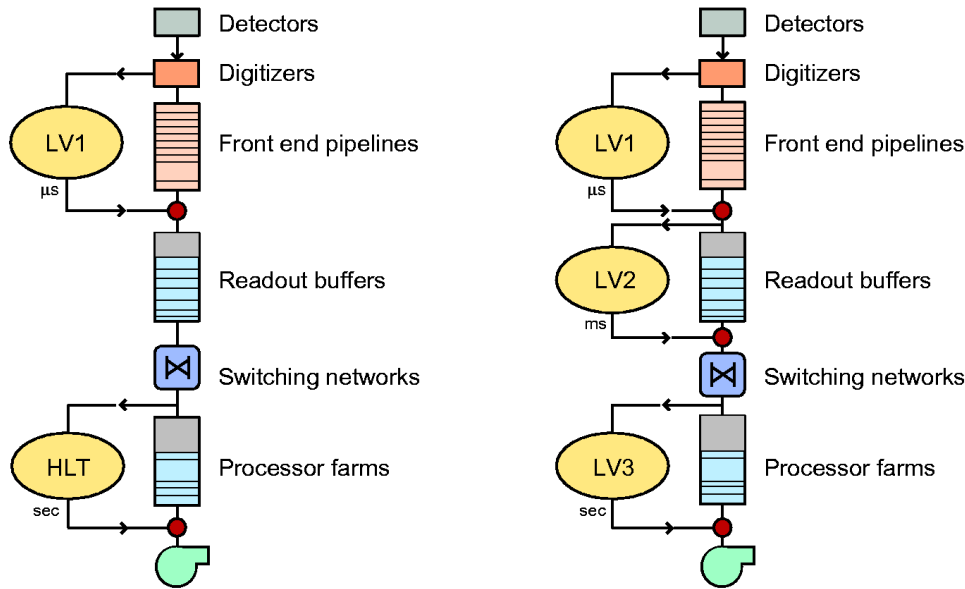 Detectors
Digitizers
LV1
Front end pipelines
μs
Readout buffers
Switching networks
HLT
Processor farms
sec
Detectors
Digitizers
LV1
Front end pipelines
μs
LV2
Readout buffers
ms
Switching networks
LV3
Processor farms
sec